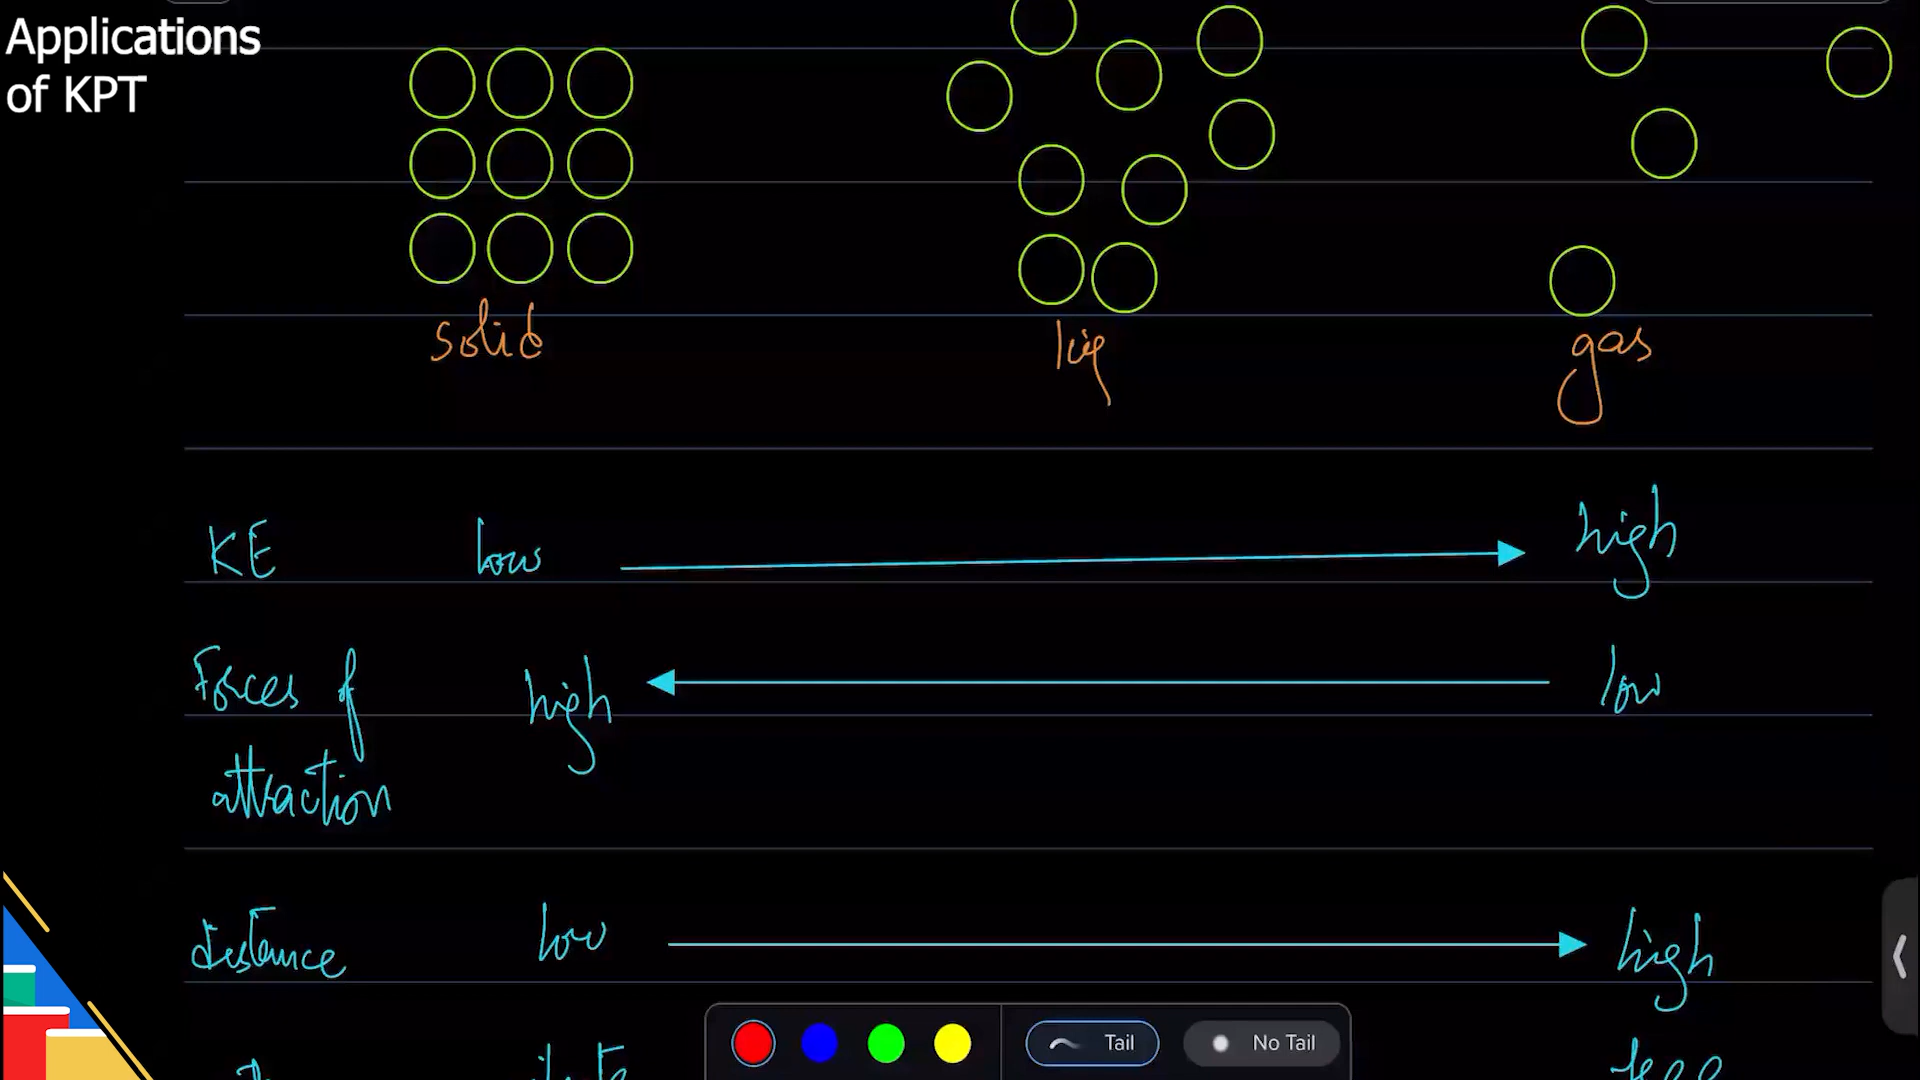 Applications
of KPT
solid liq gas
KE low high
Forces of high low
attraction
distance low high
Tail No Tail